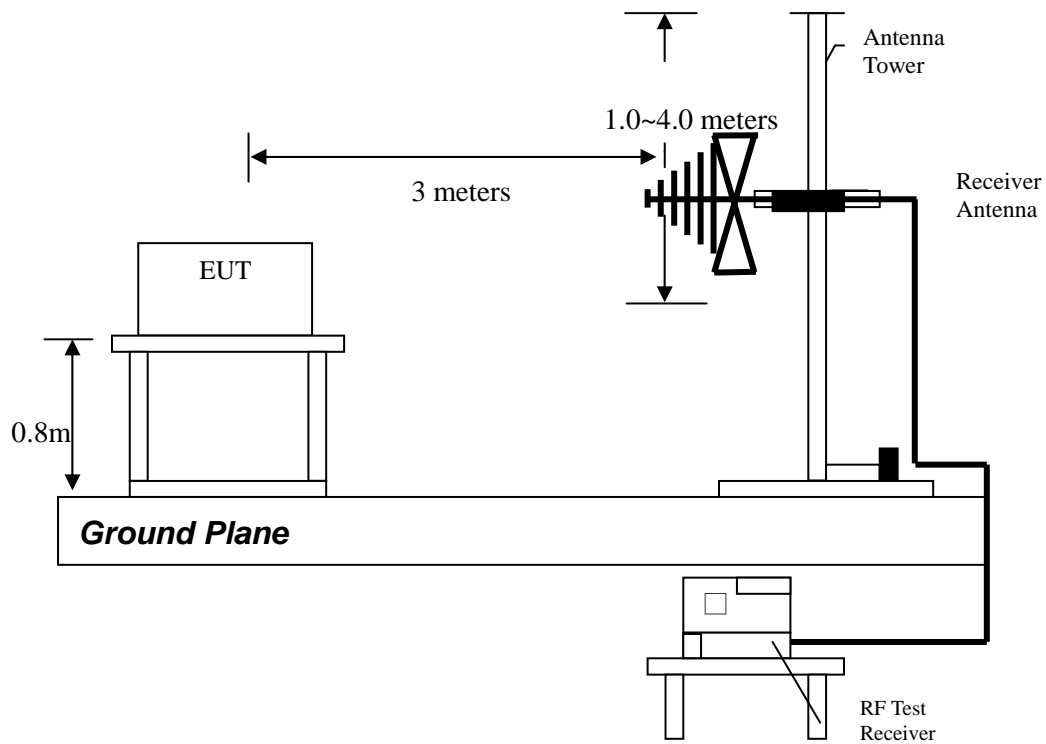 Antenna
Tower
1.0~4.0 meters
3 meters
Receiver
Antenna
EUT
0.8m
Ground Plane
RF Test
Receiver